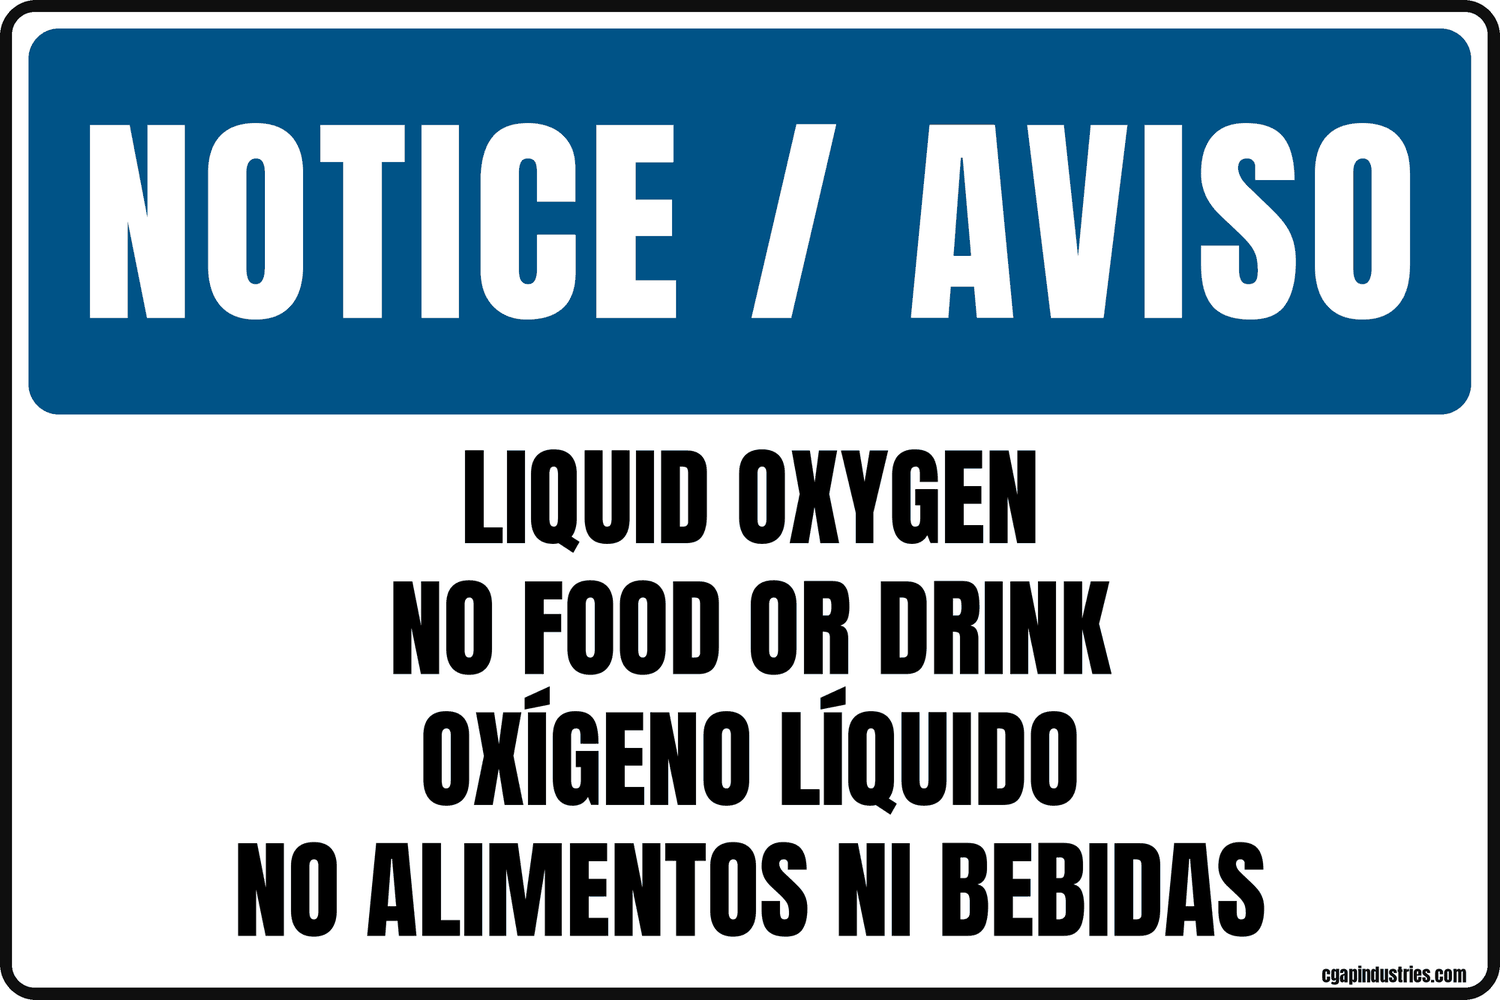 NOTICE / AVISO
LIQUID OXYGEN
NO FOOD OR DRINK
OXÍGENO LÍQUIDO
NO ALIMENTOS NI BEBIDAS
cgapindustries.com